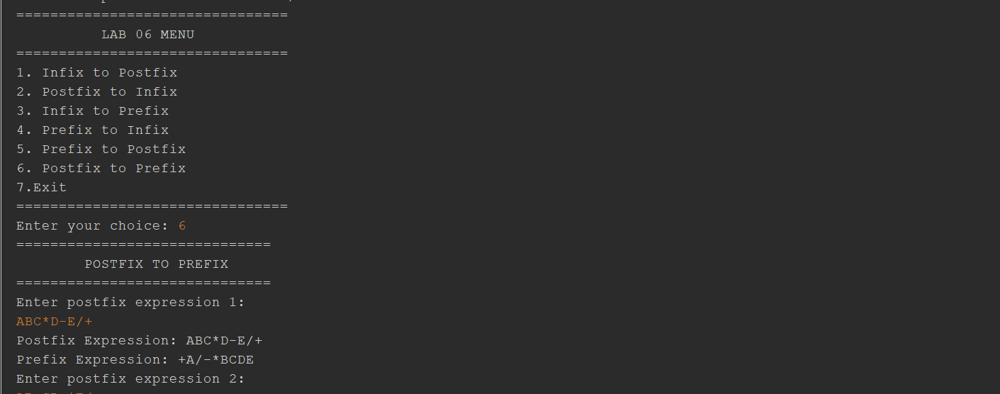 ================================
LAB 06 MENU
================================
1. Infix to Postfix
2. Postfix to Infix
3. Infix to Prefix
4. Prefix to Infix
5. Prefix to Postfix
6. Postfix to Prefix
7.Exit
================================
Enter your choice: 6
==============================
POSTFIX TO PREFIX
==============================
Enter postfix expression 1:
ABC*D-E/+
Postfix Expression: ABC*D-E/+
Prefix Expression: +A/-*BCDE
Enter postfix expression 2: